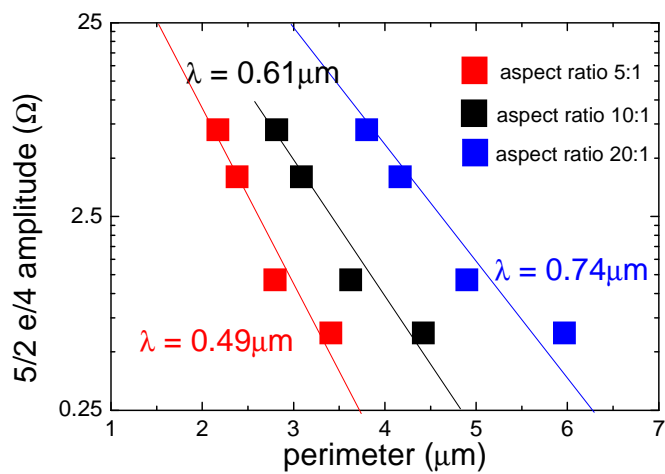 25
λ = 0.61μm
aspect ratio 5:1
aspect ratio 10:1
aspect ratio 20:1
5/2 e/4 amplitude (Ω)
2.5
λ = 0.74μm
λ = 0.49μm
0.25
1 2 3 4 5 6 7
perimeter (μm)